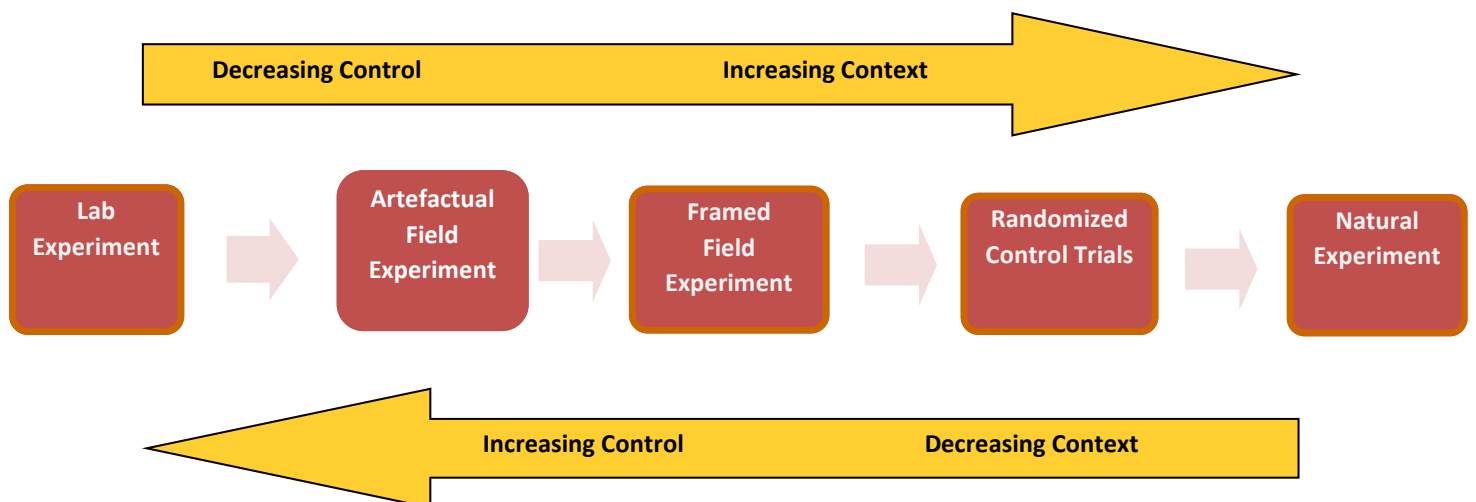 Decreasing Control Increasing Context
Lab
Experiment
Artefactual
Field
Experiment
Framed
Field
Experiment
Randomized
Control Trials
Natural
Experiment
Increasing Control Decreasing Context